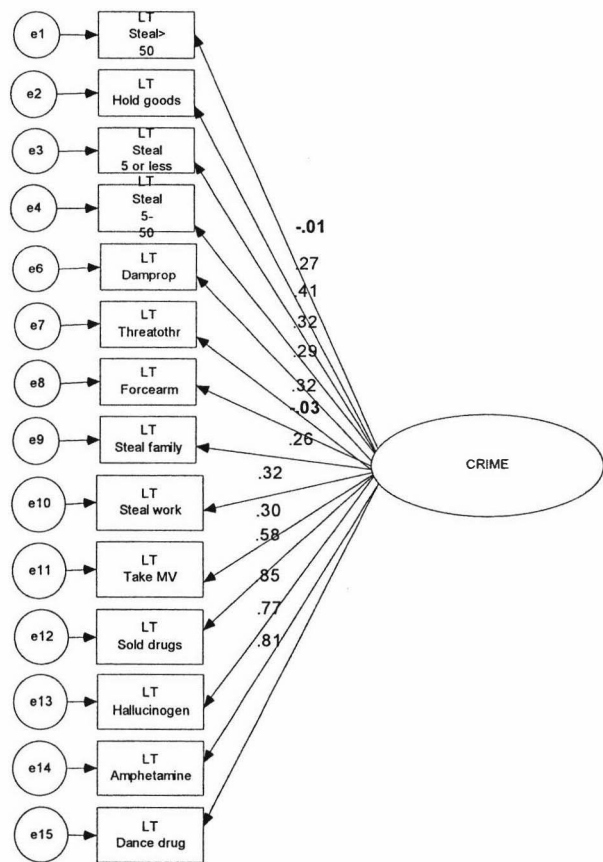 e1
LT
Steal>
50
e2
LT
Hold goods
e3
LT
Steal
5 or less
e4
LT
Steal
5-
50
e6
LT
Damprop
e7
LT
Threatothr
e8
LT
Forcearm
e9
LT
Steal family
e10
LT
Steal work
e11
LT
Take MV
e12
LT
Sold drugs
e13
LT
Hallucinogen
e14
LT
Amphetamine
e15
LT
Dance drug
-.01
.27
.41
.32
.29
.32
-.03
.26
.32
.30
.58
.85
.77
.81
CRIME